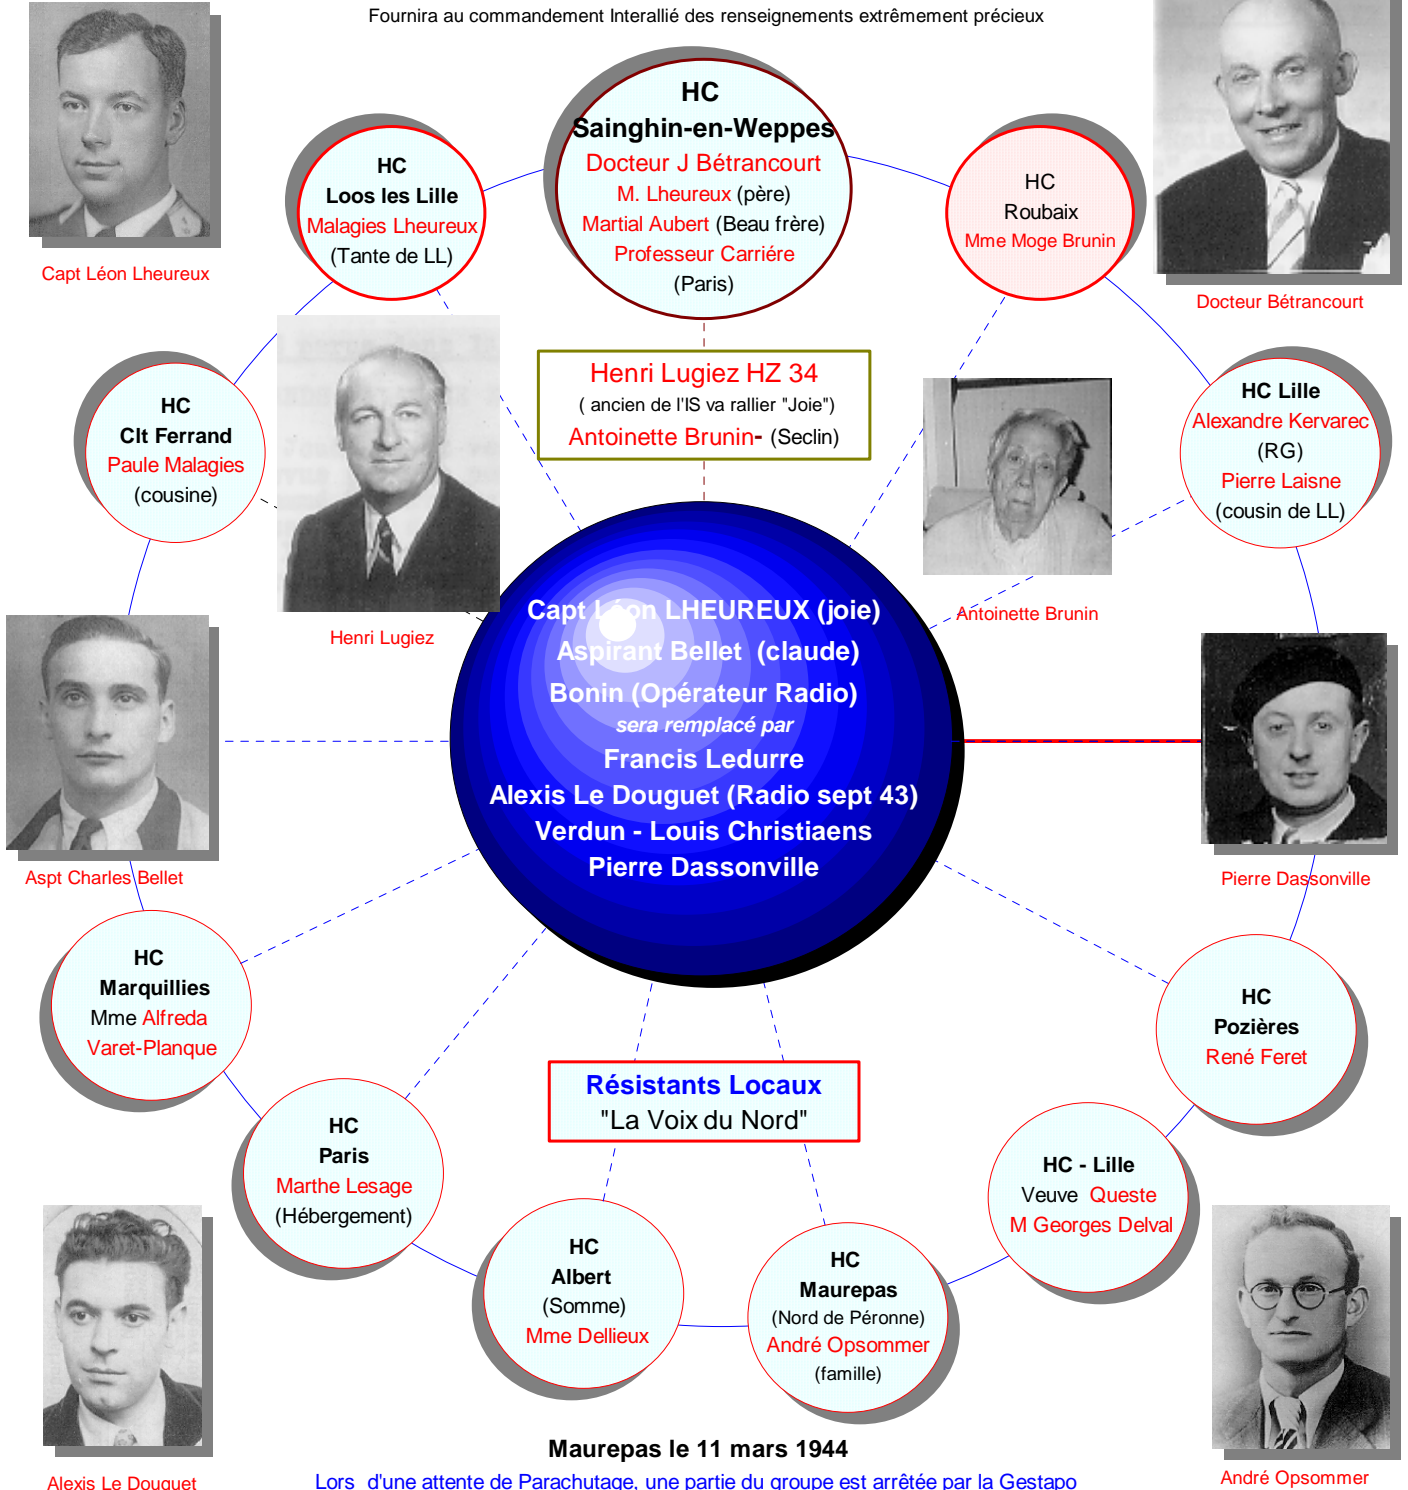 Fournira au commandement Interallié des renseignements extrêmement précieux
Capt Léon Lheureux
HC
Loos les Lille
Malagies Lheureux
(Tante de LL)
HC
Sainghin-en-Weppes
Docteur J Bétrancourt
M. Lheureux (père)
Martial Aubert (Beau frère)
Professeur Carriére
(Paris)
HC
Roubaix
Mme Moge Brunin
Docteur Bétrancourt
HC
Clt Ferrand
Paule Malagies
(cousine)
Henri Lugiez HZ 34
( ancien de l'IS va rallier "Joie")
Antoinette Brunin- (Seclin)
HC Lille
Alexandre Kervarec
(RG)
Pierre Laisne
(cousin de LL)
Henri Lugiez
Antoinette Brunin
Capt Léon LHEUREUX (joie)
Aspirant Bellet (claude)
Bonin (Opérateur Radio)
sera remplacé par
Francis Ledurre
Alexis Le Douguet (Radio sept 43)
Verdun - Louis Christiaens
Pierre Dassonville
Aspt Charles Bellet
Pierre Dassonville
HC
Marquillies
Mme Alfreda
Varet-Planque
HC
Pozières
René Feret
Résistants Locaux
"La Voix du Nord"
HC
Paris
Marthe Lesage
(Hébergement)
HC - Lille
Veuve Queste
M Georges Delval
HC
Albert
(Somme)
Mme Dellieux
HC
Maurepas
(Nord de Péronne)
André Opsommer
(famille)
Alexis Le Douguet
André Opsommer
Maurepas le 11 mars 1944
Lors d'une attente de Parachutage, une partie du groupe est arrêtée par la Gestapo